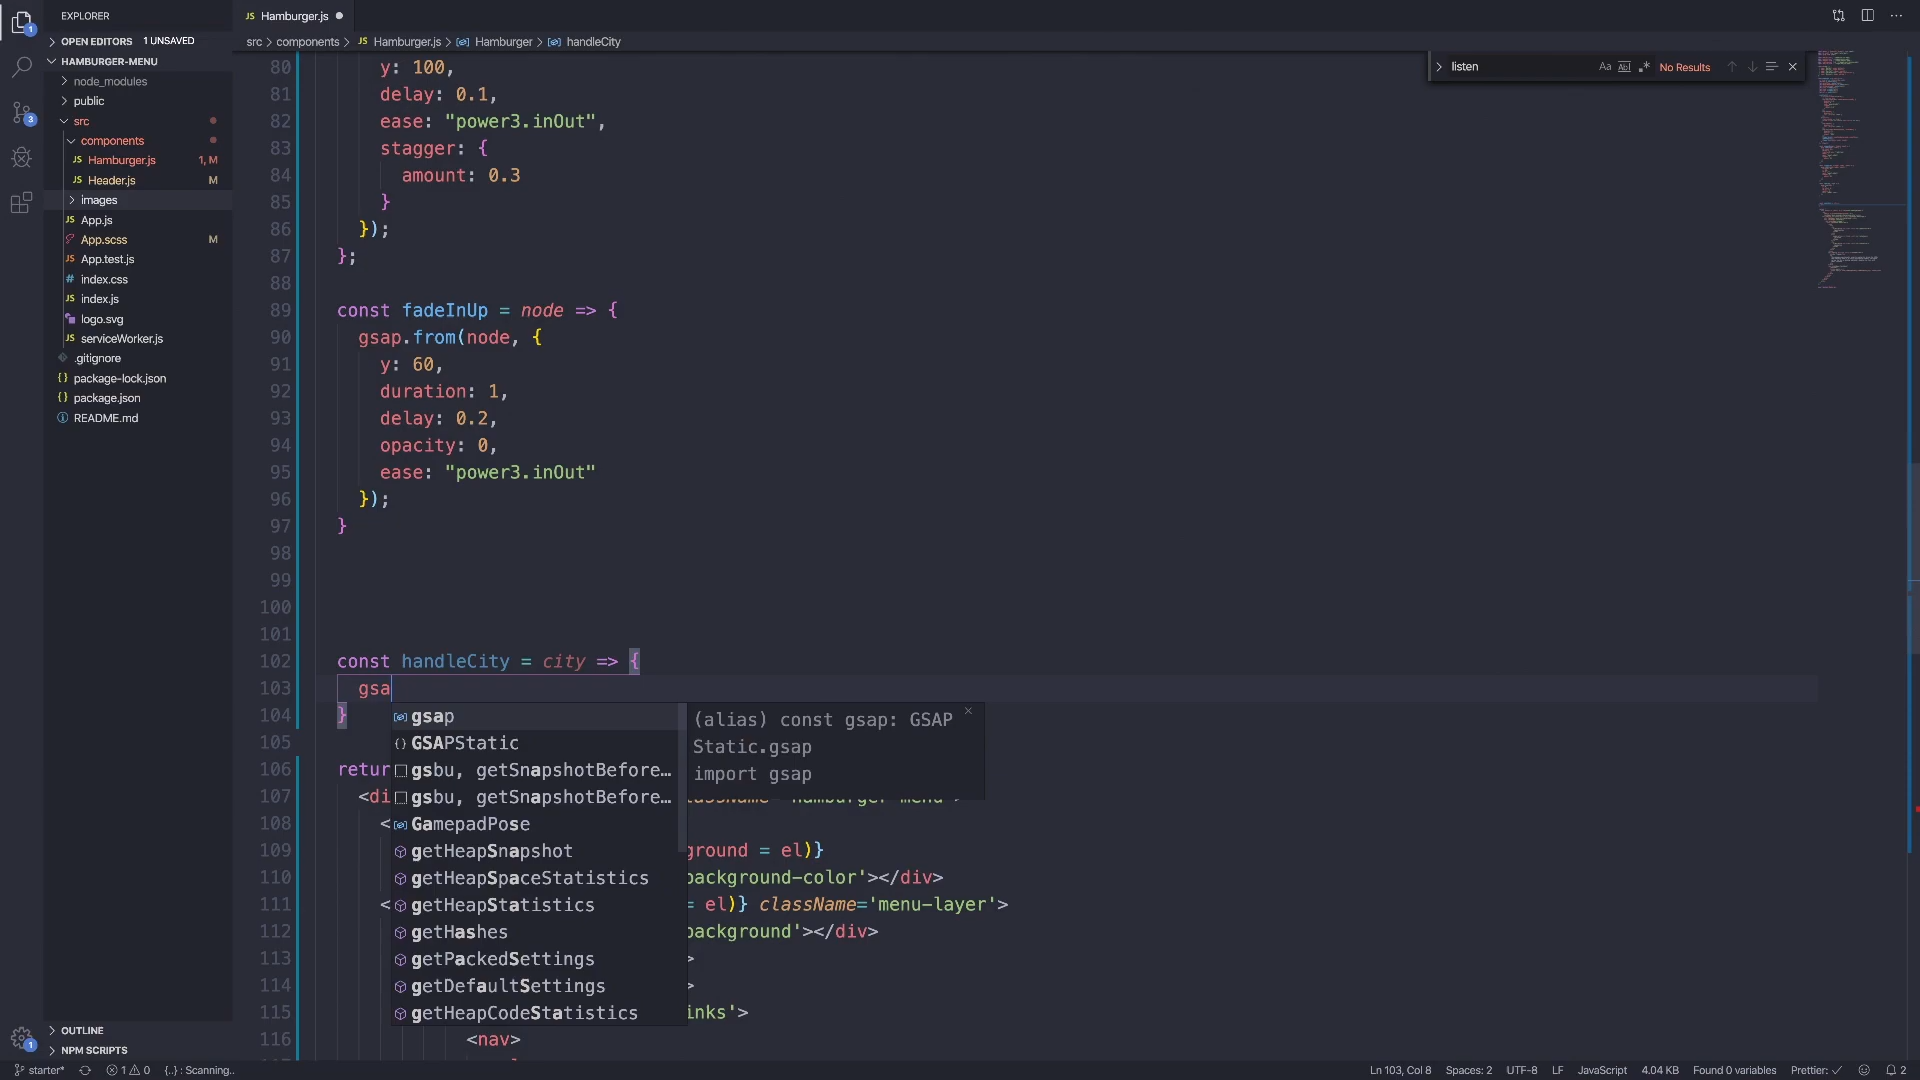 EXPLORER
1
OPEN EDITORS 1 UNSAVED
HAMBURGER-MENU
node_modules
public
3
src
components
JS Hamburger.js 1, M
JS Header.js M
images
JS App.js
App.scss M
JS App.test.js
# index.css
JS index.js
logo.svg
JS serviceWorker.js
.gitignore
{} package-lock.json
{} package.json
README.md
1
OUTLINE
NPM SCRIPTS
JS Hamburger.js
src > components > JS Hamburger.js > Hamburger > handleCity
listen Aa Abl .* No Results
80 y: 100,
81 delay: 0.1,
82 ease: "power3.inOut",
83 stagger: {
84 amount: 0.3
85 }
86 });
87 };
88
89 const fadeInUp = node => {
90 gsap.from(node, {
91 y: 60,
92 duration: 1,
93 delay: 0.2,
94 opacity: 0,
95 ease: "power3.inOut"
96 });
97 }
98
99
100
101
102 const handleCity = city => {
103 gsa
104 }
105
106 retur
107 <di
108 <
109 ground = el)}
110 background-color'></div>
111 < = el)} className='menu-layer'>
112 background'></div>
113 >
114 >
115 inks'>
116 <nav>
gsap
GSAPStatic
gsbu, getSnapshotBefore…
gsbu, getSnapshotBefore…
GamepadPose
getHeapSnapshot
getHeapSpaceStatistics
getHeapStatistics
getHashes
getPackedSettings
getDefaultSettings
getHeapCodeStatistics
(alias) const gsap: GSAP
Static.gsap
import gsap
starter* 1 0 {..} : Scanning.. Ln 103, Col 8 Spaces: 2 UTF-8 LF JavaScript 4.04 KB Found 0 variables Prettier: ✓ 2